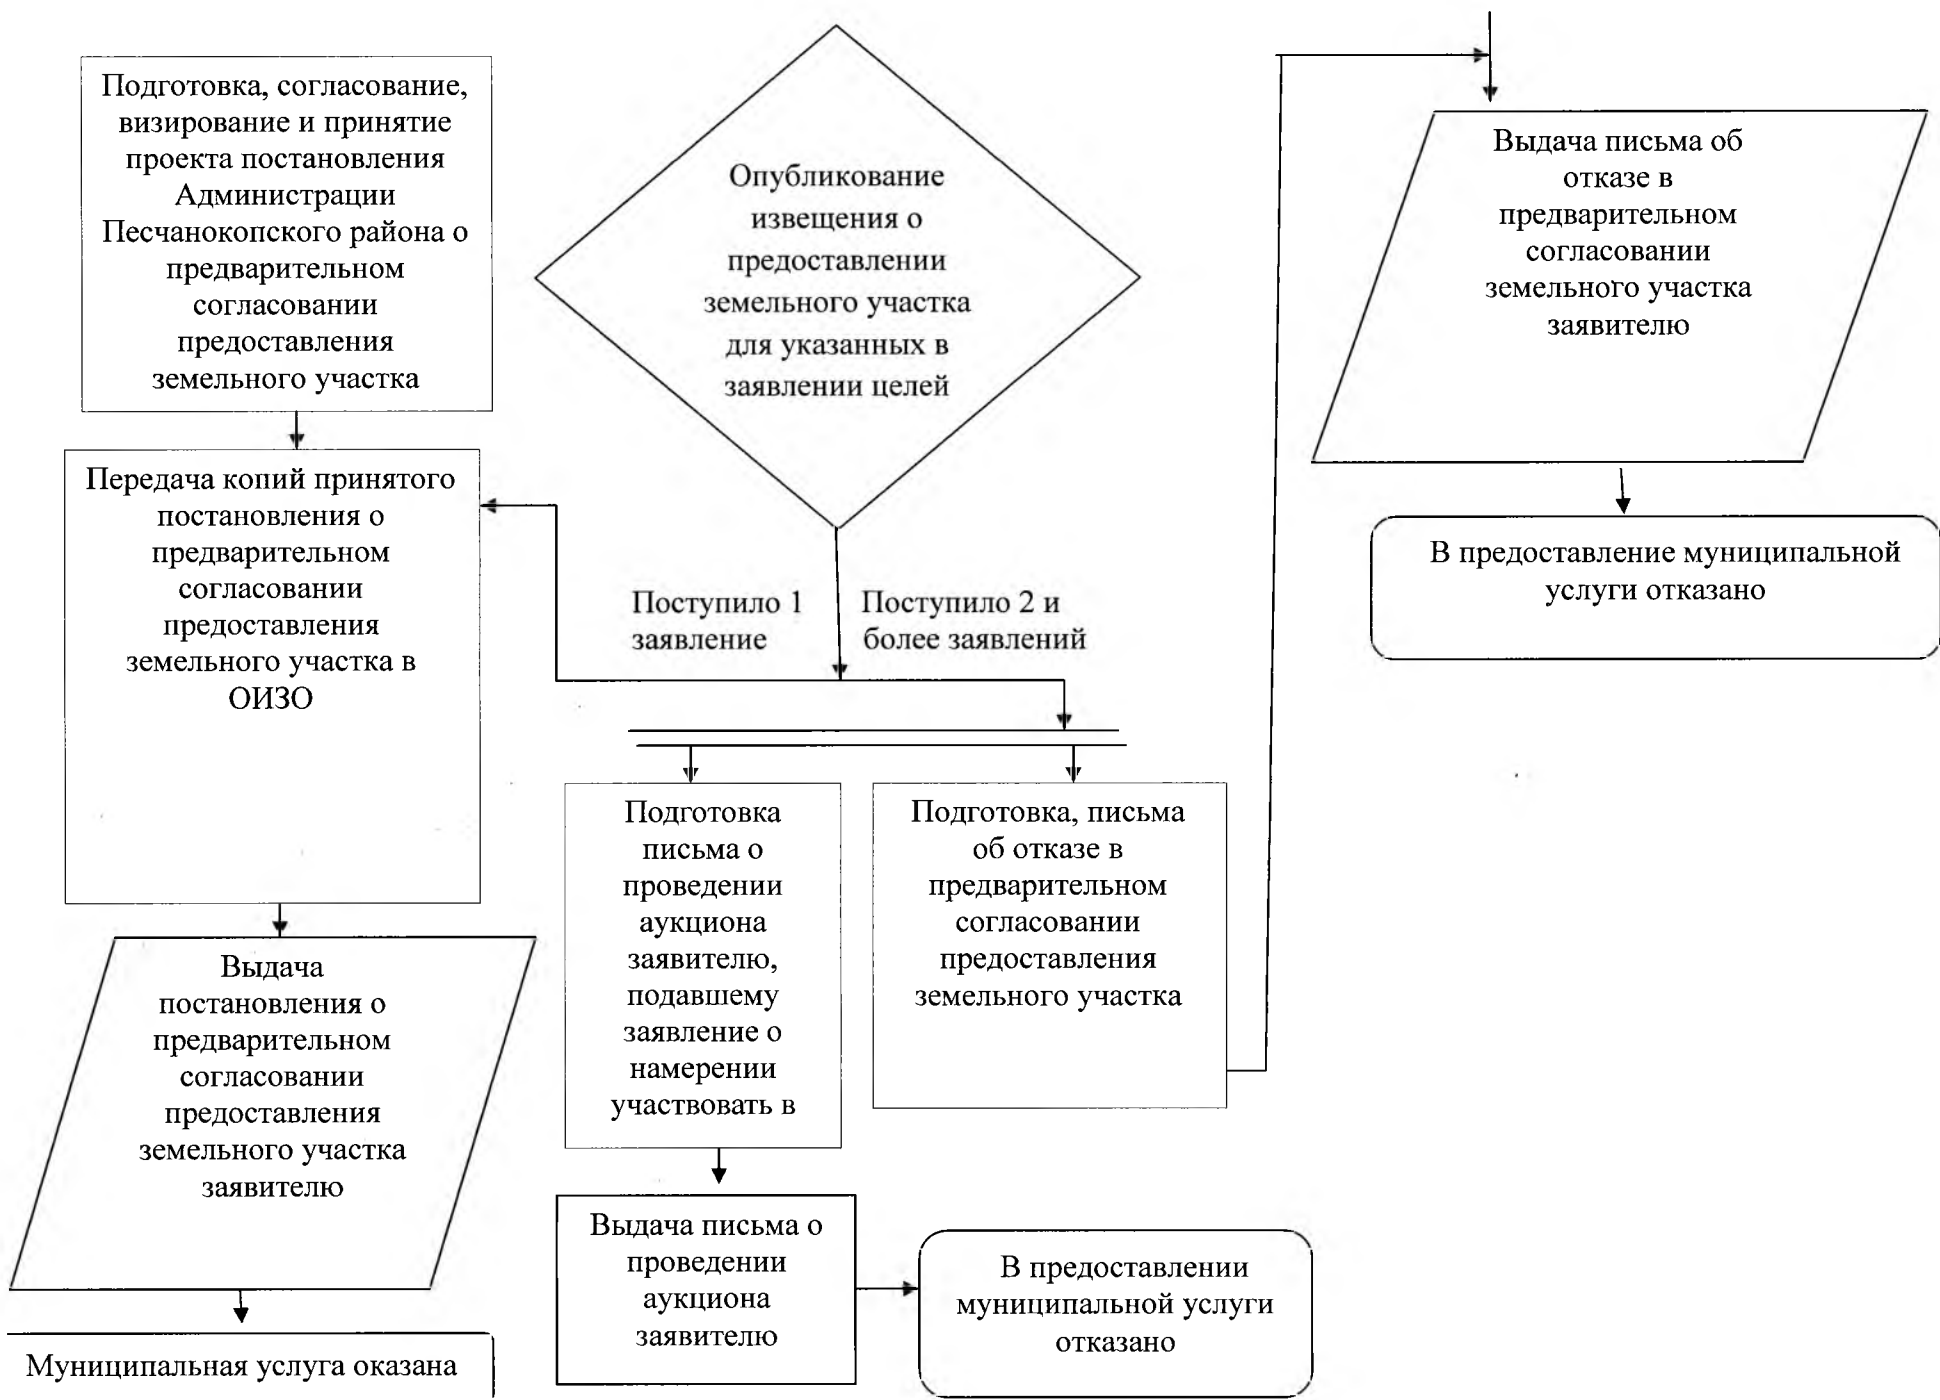 Подготовка, согласование,
визирование и принятие
проекта постановления
Администрации
Песчанокопского района о
предварительном
согласовании
предоставления
земельного участка
Опубликование
извещения о
предоставлении
земельного участка
для указанных в
заявлении целей
Выдача письма об
отказе в
предварительном
согласовании
земельного участка
заявителю
Передача копий принятого
постановления о
предварительном
согласовании
предоставления
земельного участка в
ОИЗО
В предоставление муниципальной
услуги отказано
Поступило 1
заявление
Поступило 2 и
более заявлений
Подготовка
письма о
проведении
аукциона
заявителю,
подавшему
заявление о
намерении
участвовать в
Подготовка, письма
об отказе в
предварительном
согласовании
предоставления
земельного участка
Выдача
постановления о
предварительном
согласовании
предоставления
земельного участка
заявителю
Выдача письма о
проведении
аукциона
заявителю
В предоставлении
муниципальной услуги
отказано
Муниципальная услуга оказана